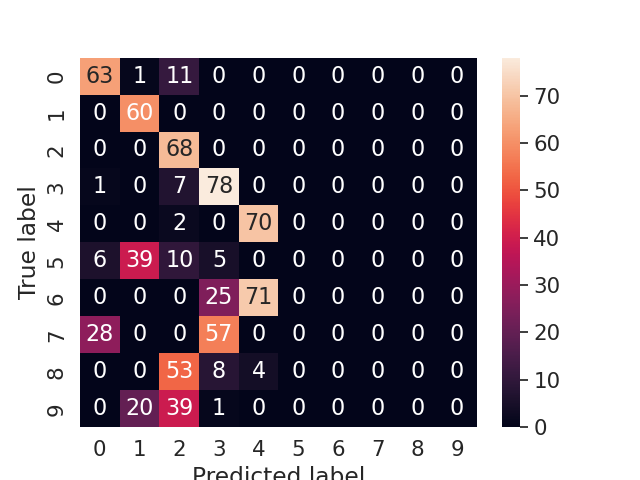 0 63 1 11 0 0 0 0 0 0 0
1 0 60 0 0 0 0 0 0 0 0
2 0 0 68 0 0 0 0 0 0 0
3 1 0 7 78 0 0 0 0 0 0
4 0 0 2 0 70 0 0 0 0 0
5 6 39 10 5 0 0 0 0 0 0
6 0 0 0 25 71 0 0 0 0 0
7 28 0 0 57 0 0 0 0 0 0
8 0 0 53 8 4 0 0 0 0 0
9 0 20 39 1 0 0 0 0 0 0
0 1 2 3 4 5 6 7 8 9
Predicted label
True label
70
60
50
40
30
20
10
0